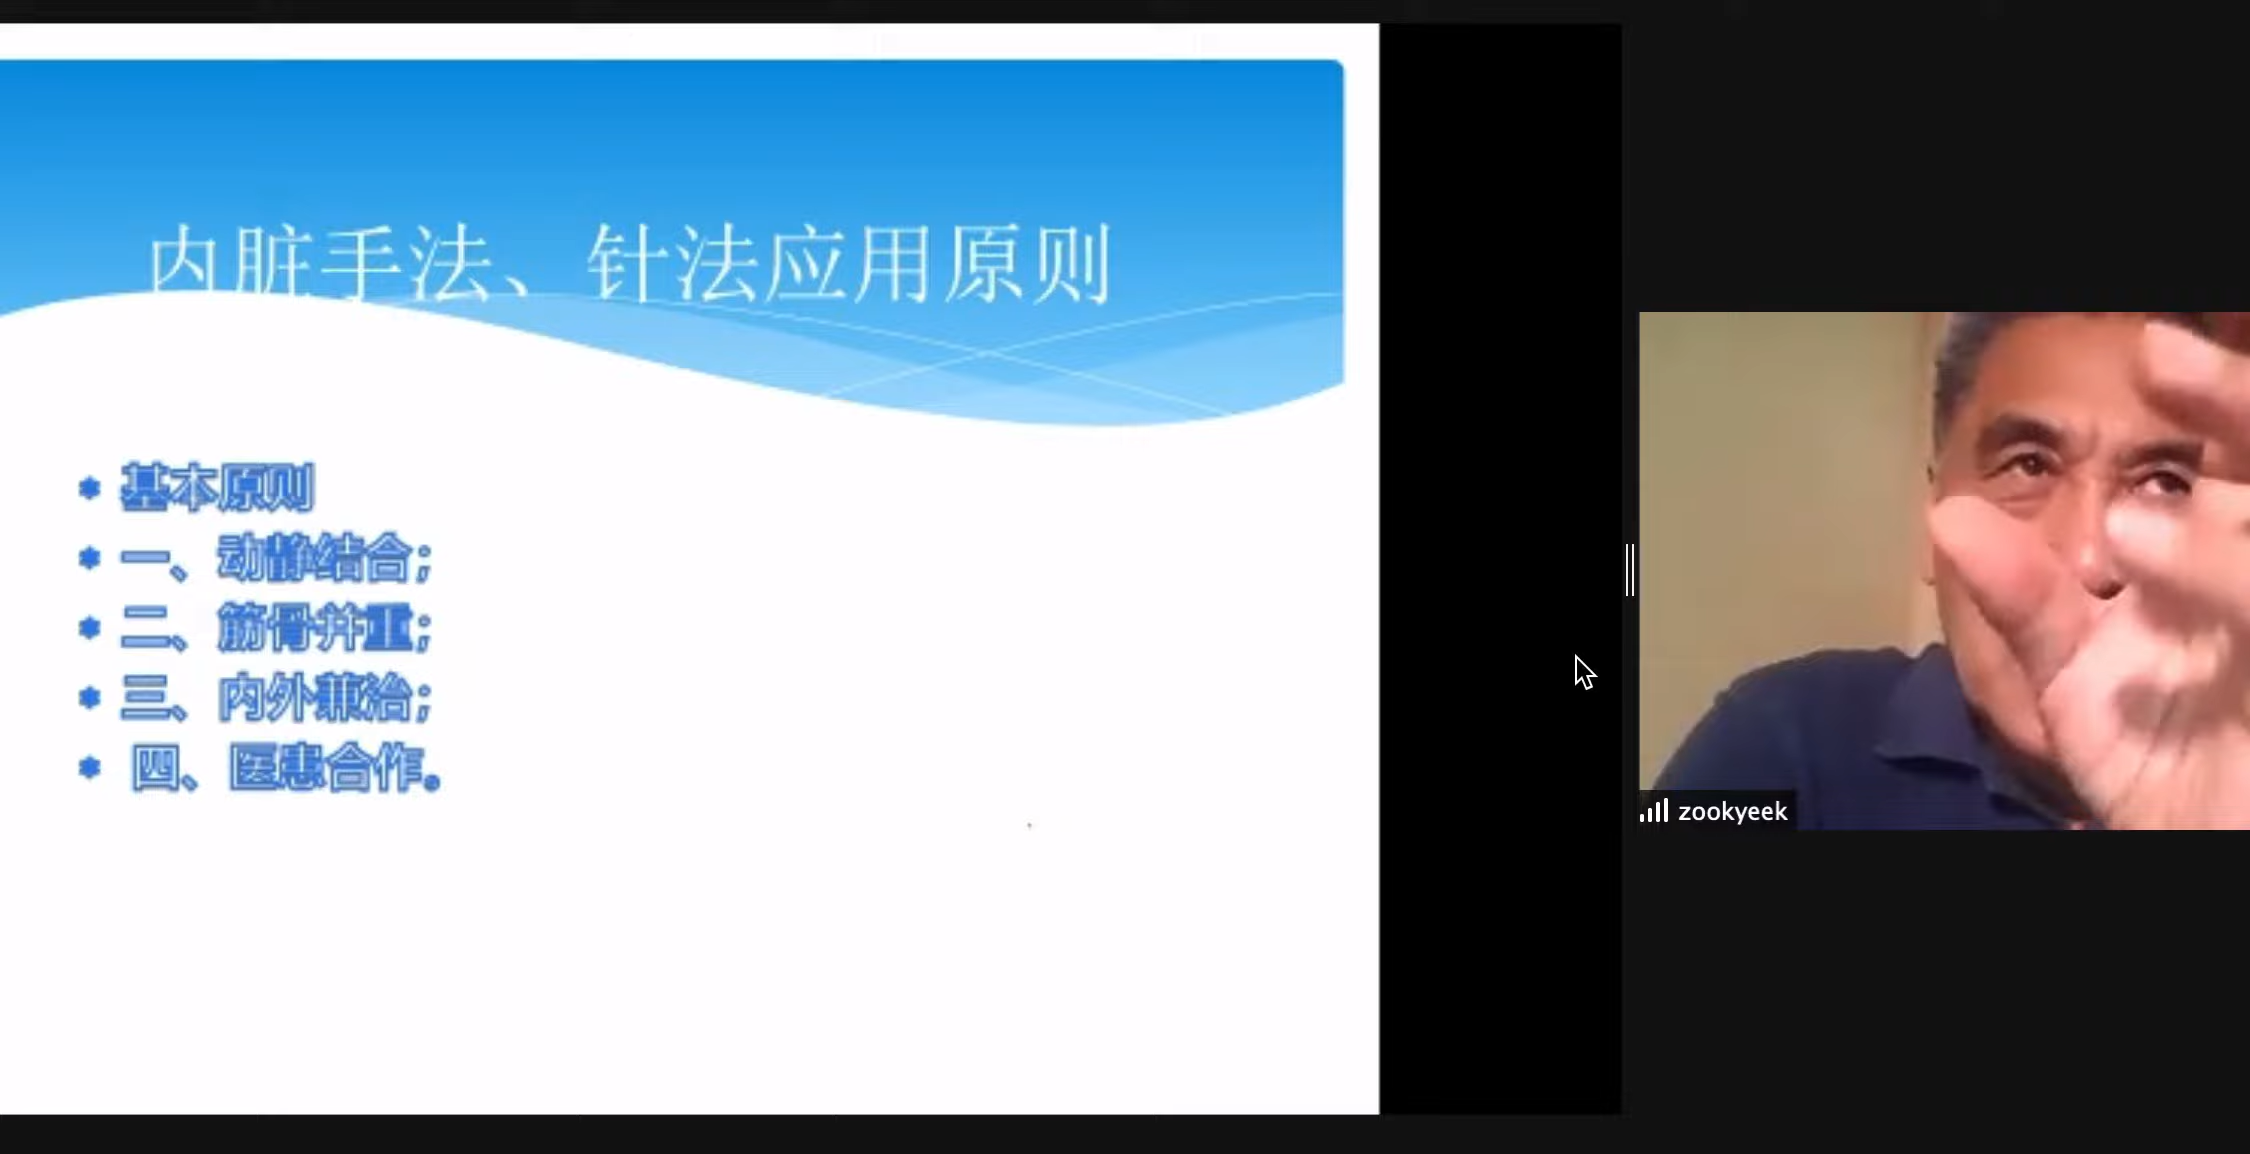 内脏手法、针法应用原则
基本原则
一、动静结合；
二、筋骨并重；
三、内外兼治；
四、医患合作。
zookyeek